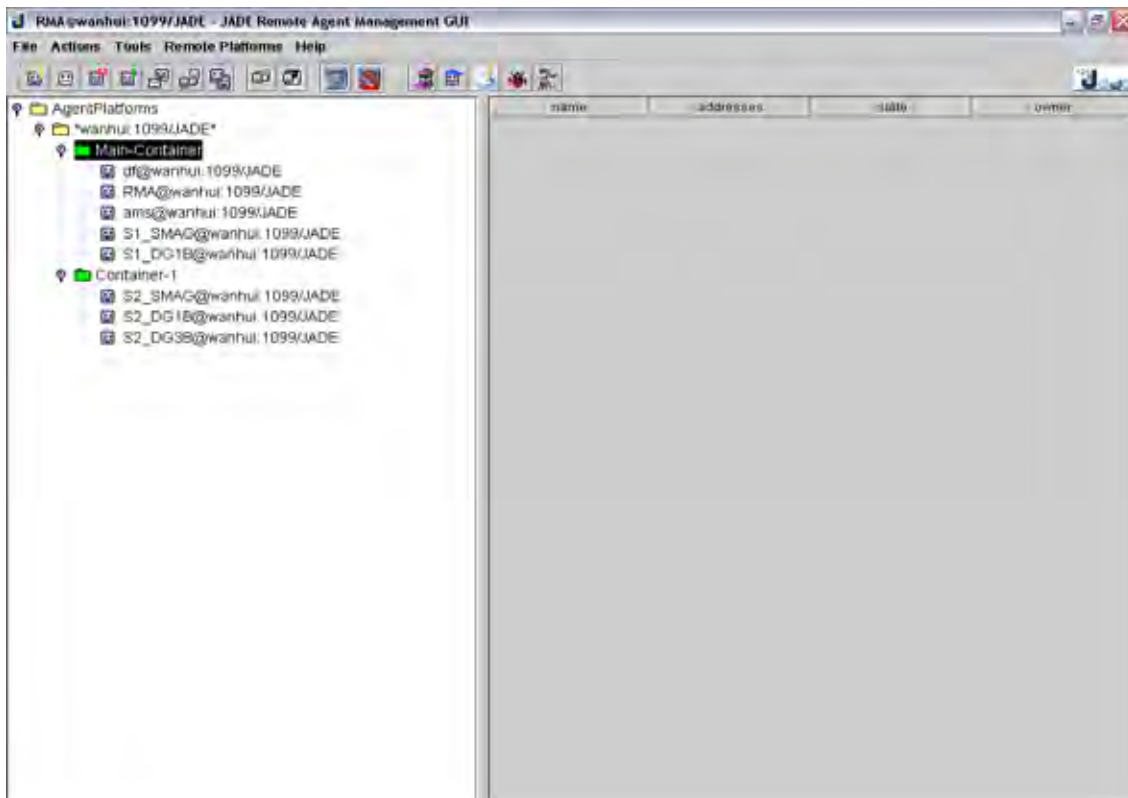 RMA@wanhui:1099/JADE - JADE Remote Agent Management GUI
File Actions Tools Remote Platforms Help
name addresses state owner
AgentPlatforms
"wanhui:1099/JADE"
Main-Container
df@wanhui:1099/JADE
RMA@wanhui:1099/JADE
ams@wanhui:1099/JADE
S1_SMAG@wanhui:1099/JADE
S1_DG1B@wanhui:1099/JADE
Container-1
S2_SMAG@wanhui:1099/JADE
S2_DG1B@wanhui:1099/JADE
S2_DG3B@wanhui:1099/JADE